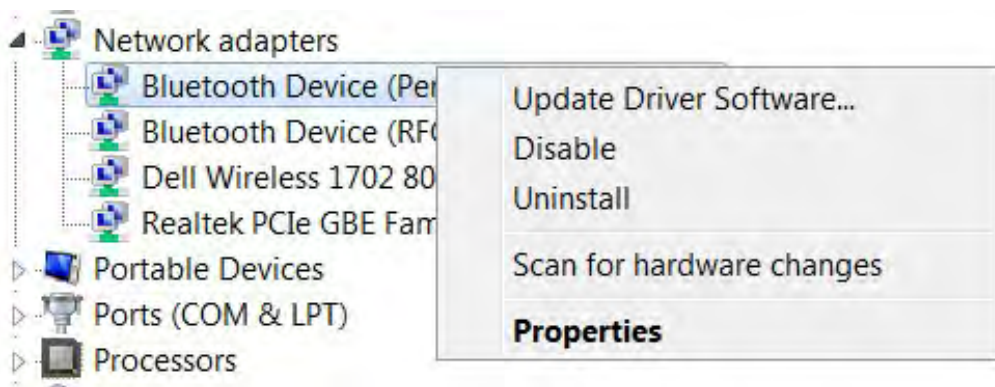 Network adapters
Bluetooth Device (Per
Bluetooth Device (RFC
Dell Wireless 1702 80
Realtek PCIe GBE Fam
Portable Devices
Ports (COM & LPT)
Processors
Update Driver Software...
Disable
Uninstall
Scan for hardware changes
Properties